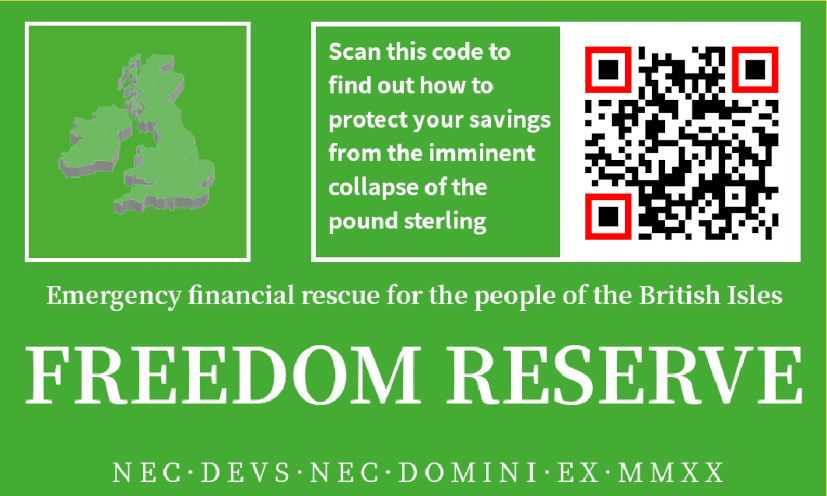 Scan this code to
find out how to
protect your savings
from the imminent
collapse of the
pound sterling
Emergency financial rescue for the people of the British Isles
FREEDOM RESERVE
NEC·DEVS·NEC·DOMINI·EX·MMXX